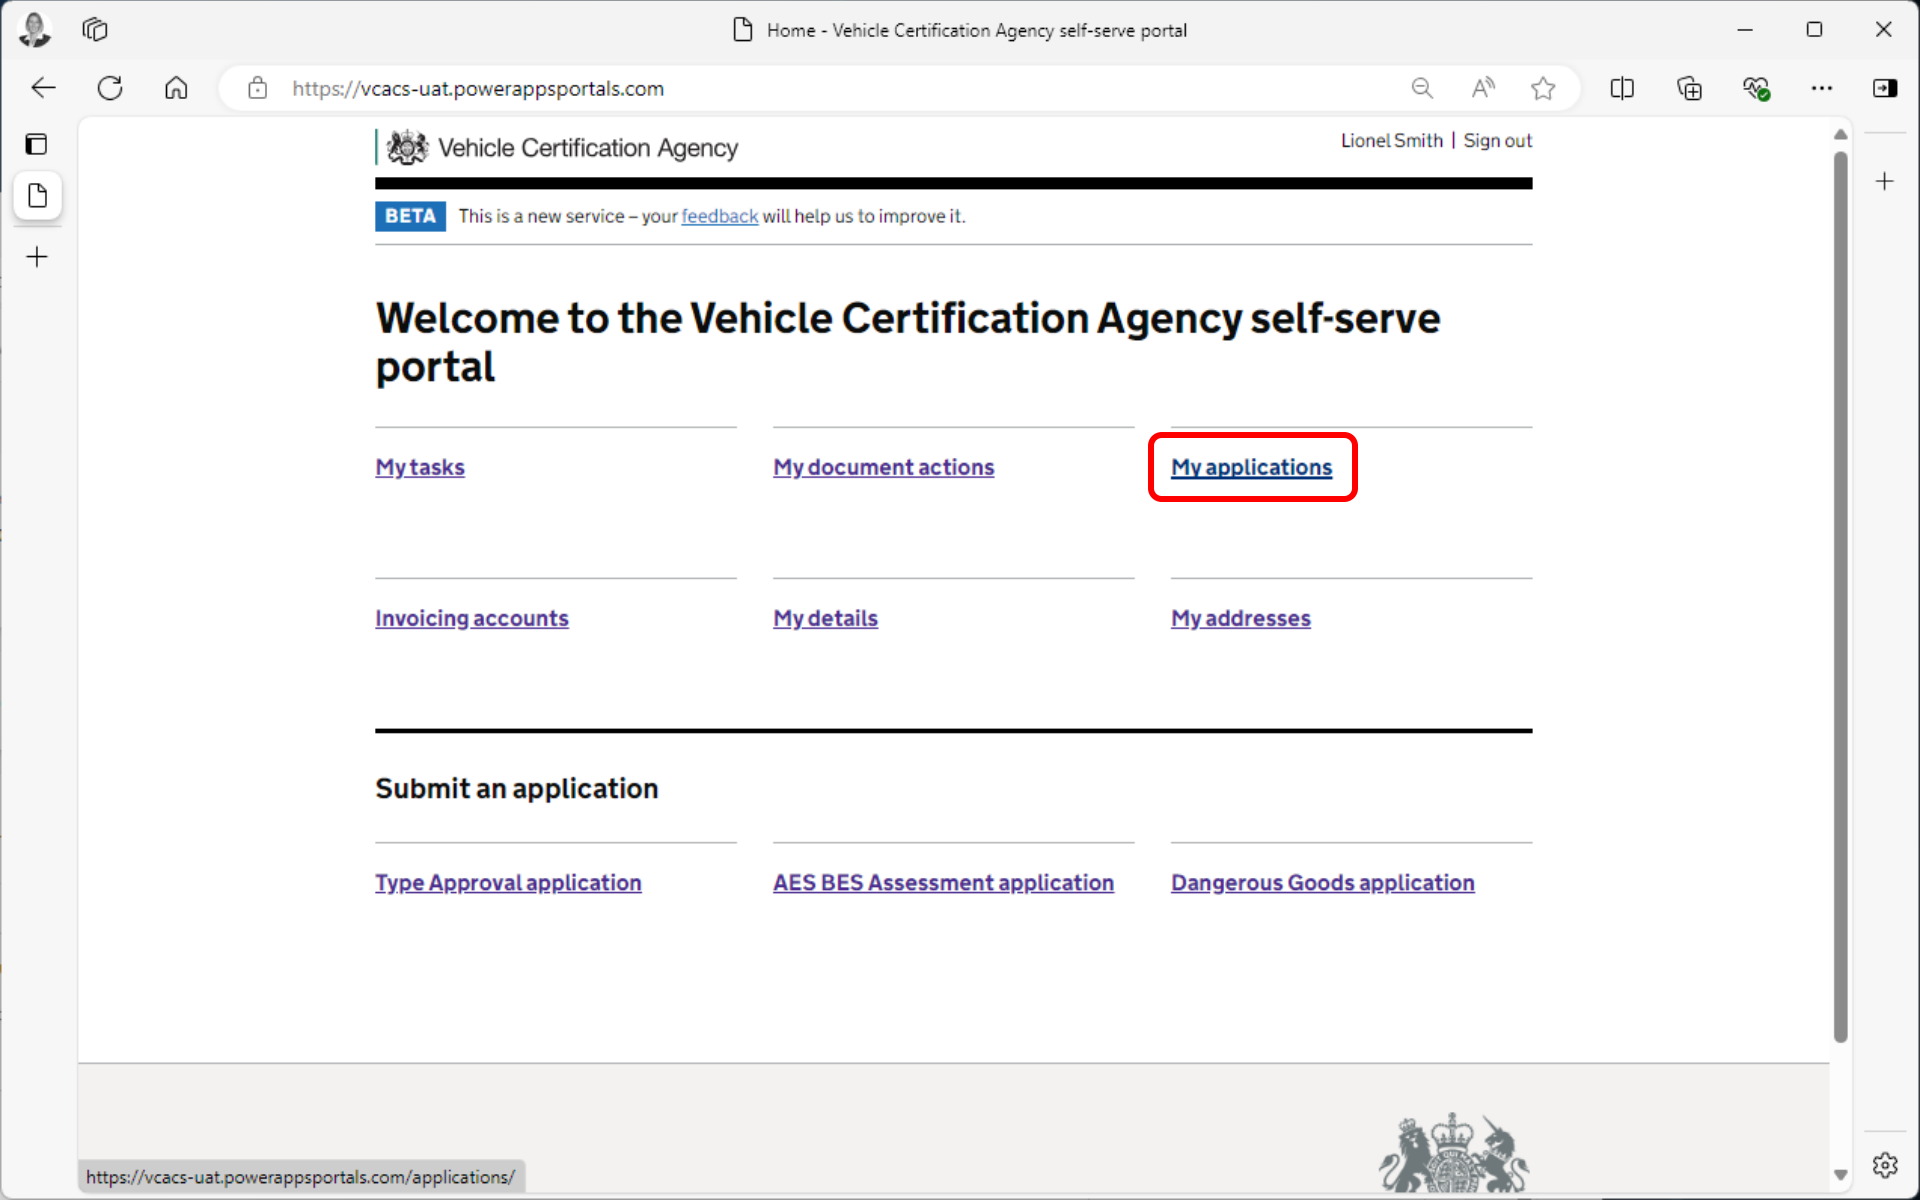 Home - Vehicle Certification Agency self-serve portal
https://vcacs-uat.powerappsportals.com
Vehicle Certification Agency
Lionel Smith | Sign out
BETA This is a new service – your feedback will help us to improve it.
Welcome to the Vehicle Certification Agency self-serve
portal
My tasks My document actions My applications
Invoicing accounts My details My addresses
Submit an application
Type Approval application AES BES Assessment application Dangerous Goods application
https://vcacs-uat.powerappsportals.com/applications/